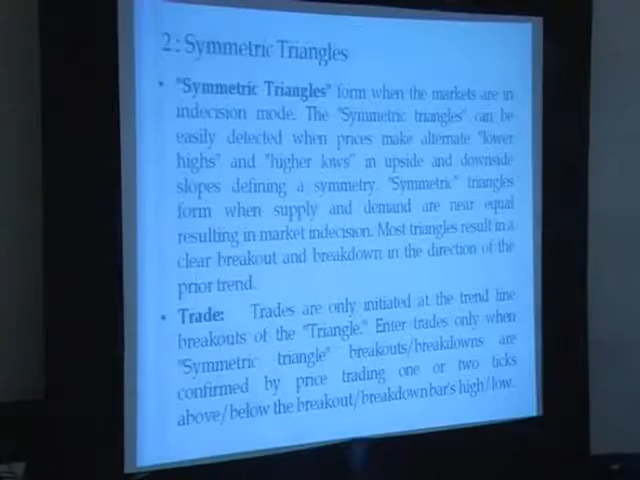 2: Symmetric Triangles
• "Symmetric Triangles" form when the markets are in
indecision mode. The "Symmetric triangles" can be
easily detected when prices make alternate "lower
highs" and "higher lows" in upside and downside
slopes defining a symmetry. "Symmetric" triangles
form when supply and demand are near equal
resulting in market indecision. Most triangles result in a
clear breakout and breakdown in the direction of the
prior trend.
• Trade: Trades are only initiated at the trend line
breakouts of the "Triangle." Enter trades only when
"Symmetric triangle" breakouts/breakdowns are
confirmed by price trading one or two ticks
above/below the breakout/breakdown bar's high/low.